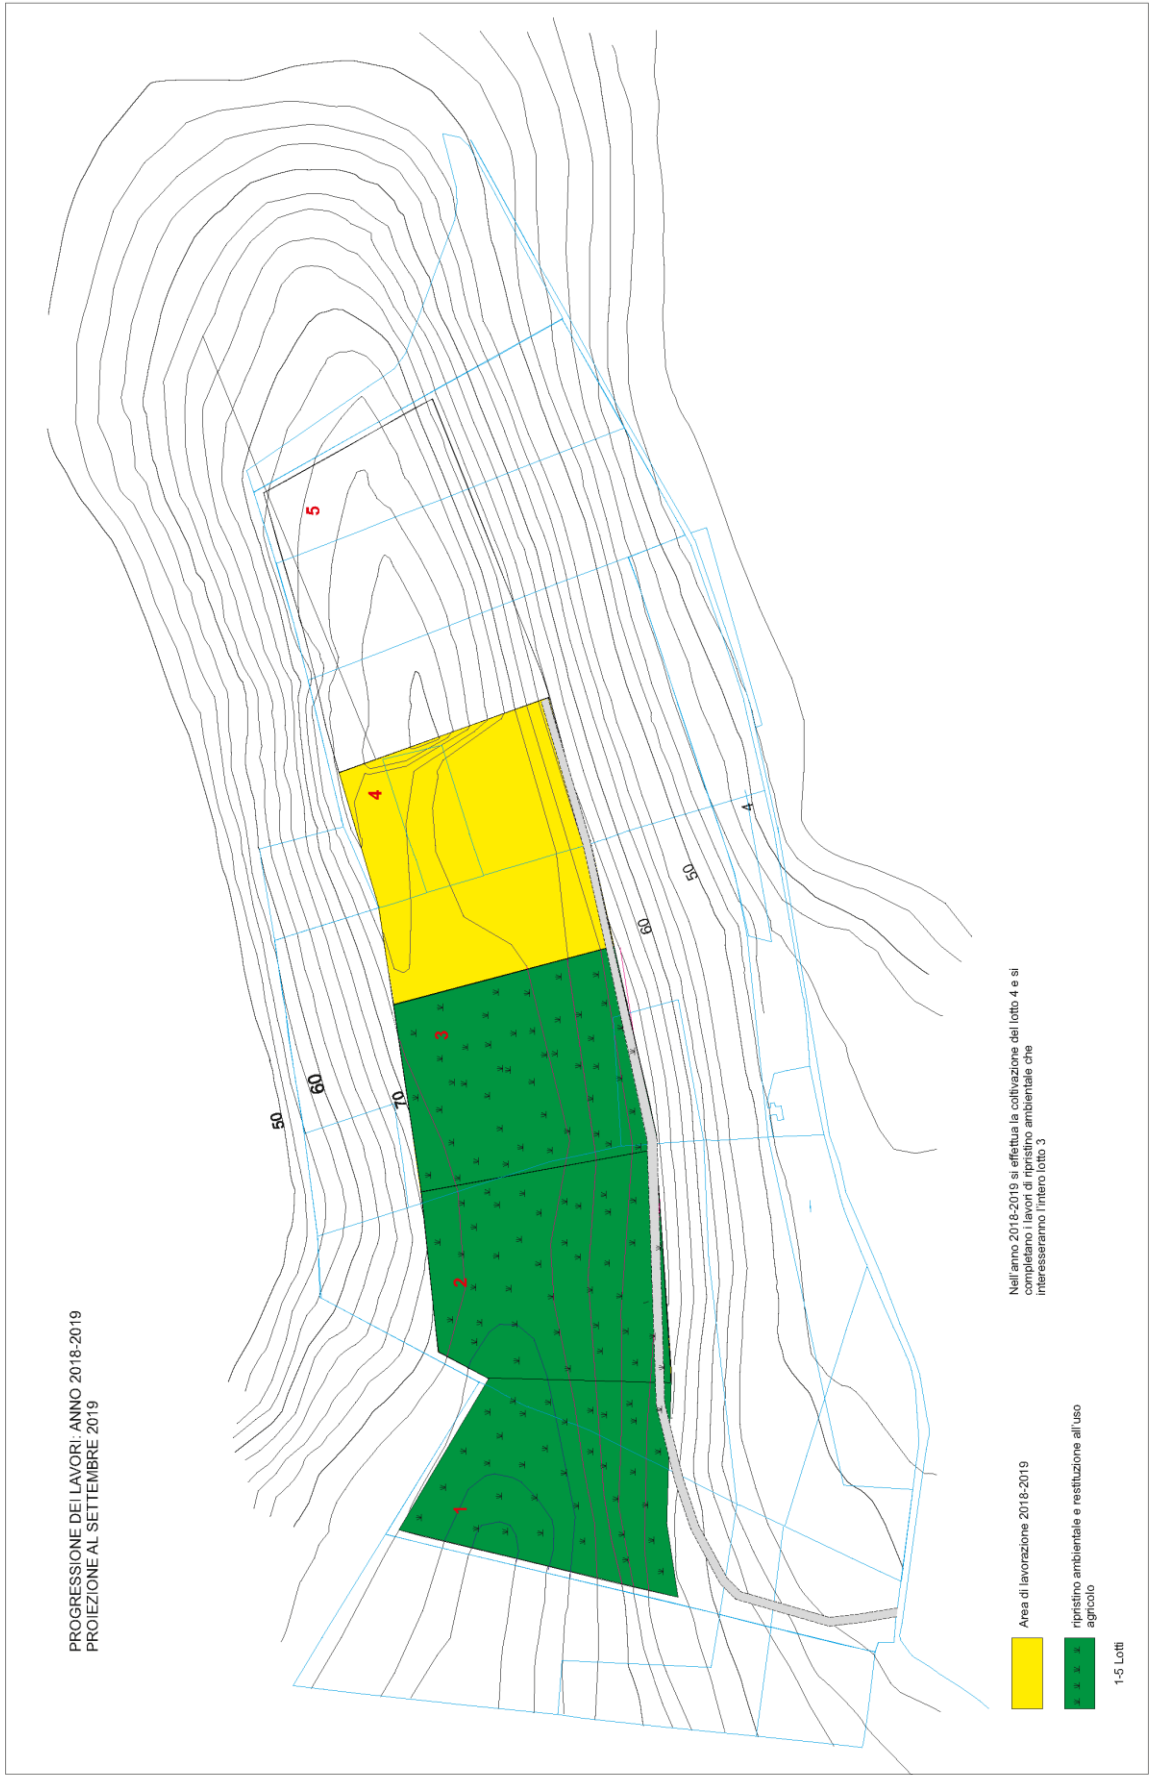 PROGRESSIONE DEI LAVORI: ANNO 2018-2019
PROIEZIONE AL SETTEMBRE 2019
50
60
70
1
2
3
4
5
60
50
4
Nell'anno 2018-2019 si effettua la coltivazione del lotto 4 e si
completano i lavori di ripristino ambientale che
interesseranno l'intero lotto 3
Area di lavorazione 2018-2019
ripristino ambientale e restituzione all'uso
agricolo
1-5 Lotti